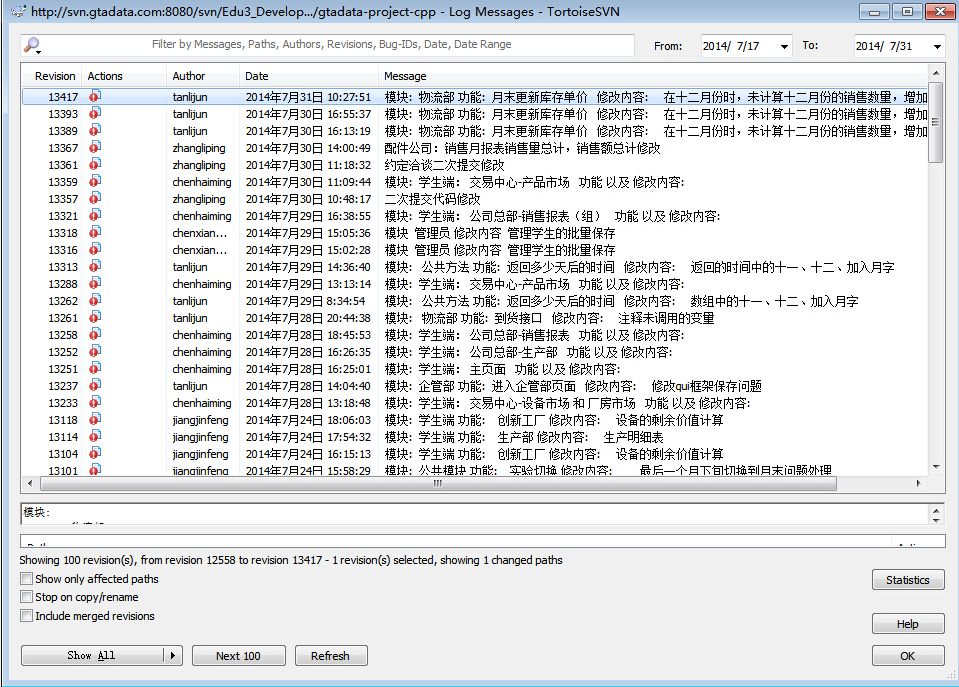 http://svn.gtadata.com:8080/svn/Edu3_Develop.../gtadata-project-cpp - Log Messages - TortoiseSVN
Filter by Messages, Paths, Authors, Revisions, Bug-IDs, Date, Date Range From: 2014/ 7/17 To: 2014/ 7/31
Revision Actions Author Date Message
13417 tanlijun 2014年7月31日 10:27:51 模块: 物流部 功能: 月末更新库存单价 修改内容: 在十二月份时, 未计算十二月份的销售数量, 增加
13393 tanlijun 2014年7月30日 16:55:37 模块: 物流部 功能: 月末更新库存单价 修改内容: 在十二月份时, 未计算十二月份的销售数量, 增加
13389 tanlijun 2014年7月30日 16:13:19 模块: 物流部 功能: 月末更新库存单价 修改内容: 在十二月份时, 未计算十二月份的销售数量, 增加
13367 zhangliping 2014年7月30日 14:00:49 配件公司: 销售月报表销售量总计, 销售额总计修改
13361 zhangliping 2014年7月30日 11:18:32 约定洽谈二次提交修改
13359 chenhaiming 2014年7月30日 11:09:44 模块: 学生端: 交易中心-产品市场 功能 以及 修改内容:
13357 zhangliping 2014年7月30日 10:48:17 二次提交代码修改
13321 chenhaiming 2014年7月29日 16:38:55 模块: 学生端: 公司总部-销售报表（组） 功能 以及 修改内容:
13318 chenxian... 2014年7月29日 15:05:36 模块 管理员 修改内容 管理学生的批量保存
13316 chenxian... 2014年7月29日 15:02:28 模块 管理员 修改内容 管理学生的批量保存
13313 tanlijun 2014年7月29日 14:36:40 模块: 公共方法 功能: 返回多少天后的时间 修改内容: 返回的时间中的十一、十二、加入月字
13288 chenhaiming 2014年7月29日 13:13:14 模块: 学生端: 交易中心-产品市场 功能 以及 修改内容:
13262 tanlijun 2014年7月29日 8:34:54 模块: 公共方法 功能: 返回多少天后的时间 修改内容: 数组中的十一、十二、加入月字
13261 tanlijun 2014年7月28日 20:44:38 模块: 物流部 功能: 到货接口 修改内容: 注释未调用的变量
13258 chenhaiming 2014年7月28日 18:45:53 模块: 学生端: 公司总部-销售报表 功能 以及 修改内容:
13252 chenhaiming 2014年7月28日 16:26:35 模块: 学生端: 公司总部-生产部 功能 以及 修改内容:
13251 chenhaiming 2014年7月28日 16:25:01 模块: 学生端: 主页面 功能 以及 修改内容:
13237 tanlijun 2014年7月28日 14:04:40 模块: 企管部 功能: 进入企管部页面 修改内容: 修改qui框架保存问题
13233 chenhaiming 2014年7月28日 13:18:48 模块: 学生端: 交易中心-设备市场 和 厂房市场 功能 以及 修改内容:
13118 jiangjinfeng 2014年7月24日 18:06:03 模块: 学生端 功能: 创新工厂 修改内容: 设备的剩余价值计算
13114 jiangjinfeng 2014年7月24日 17:54:32 模块: 学生端 功能: 生产部 修改内容: 生产明细表
13104 jiangjinfeng 2014年7月24日 16:15:13 模块: 学生端 功能: 创新工厂 修改内容: 设备的剩余价值计算
13101 jiangjinfeng 2014年7月24日 15:58:29 模块: 公共模块 功能: 实验切换 修改内容: 最后一个月下旬切换到月末问题处理
模块:
Showing 100 revision(s), from revision 12558 to revision 13417 - 1 revision(s) selected, showing 1 changed paths
Show only affected paths
Statistics
Stop on copy/rename
Include merged revisions
Help
Show All Next 100 Refresh OK